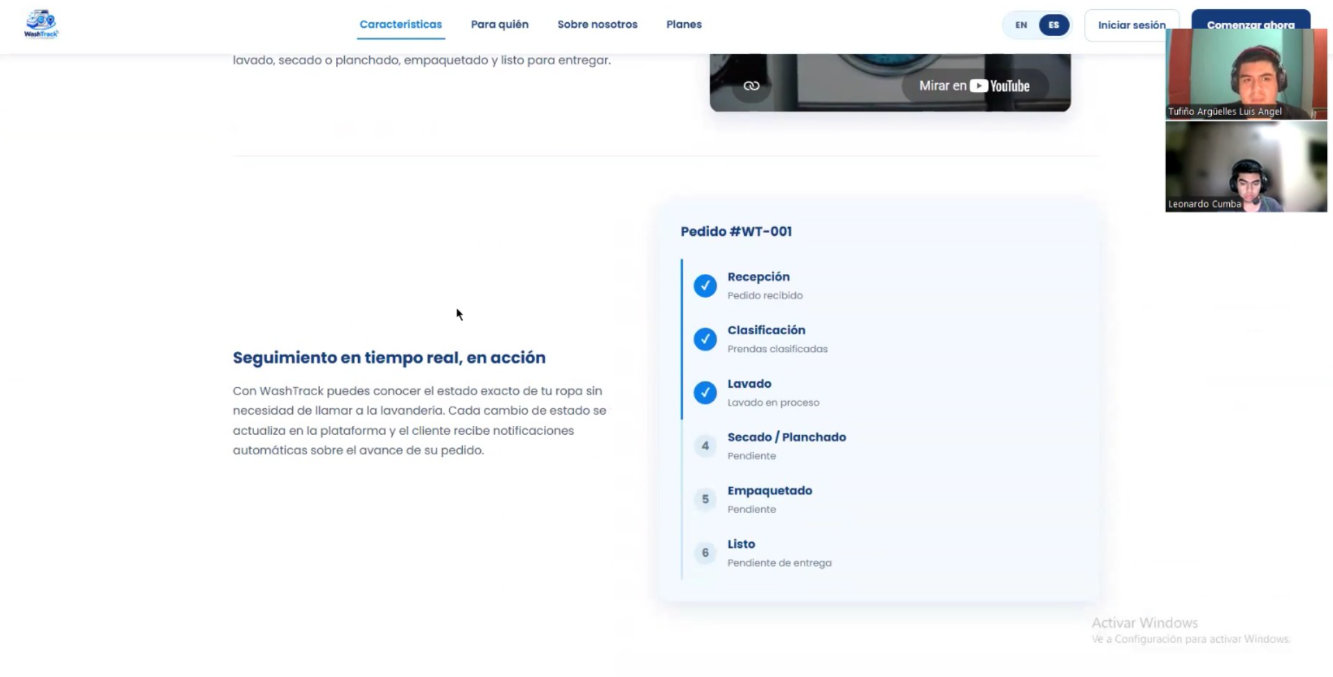 WashTrack
Características
Para quién
Sobre nosotros
Planes
EN
ES
Iniciar sesión
Comenzar ahora
lavado, secado o planchado, empaquetado y listo para entregar.
Mirar en YouTube
Tufiño Argüelles Luis Angel
Leonardo Cumba
Seguimiento en tiempo real, en acción
Con WashTrack puedes conocer el estado exacto de tu ropa sin
necesidad de llamar a la lavandería. Cada cambio de estado se
actualiza en la plataforma y el cliente recibe notificaciones
automáticas sobre el avance de su pedido.
Pedido #WT-001
Recepción
Pedido recibido
Clasificación
Prendas clasificadas
Lavado
Lavado en proceso
4
Secado / Planchado
Pendiente
5
Empaquetado
Pendiente
6
Listo
Pendiente de entrega
Activar Windows
Ve a Configuración para activar Windows.